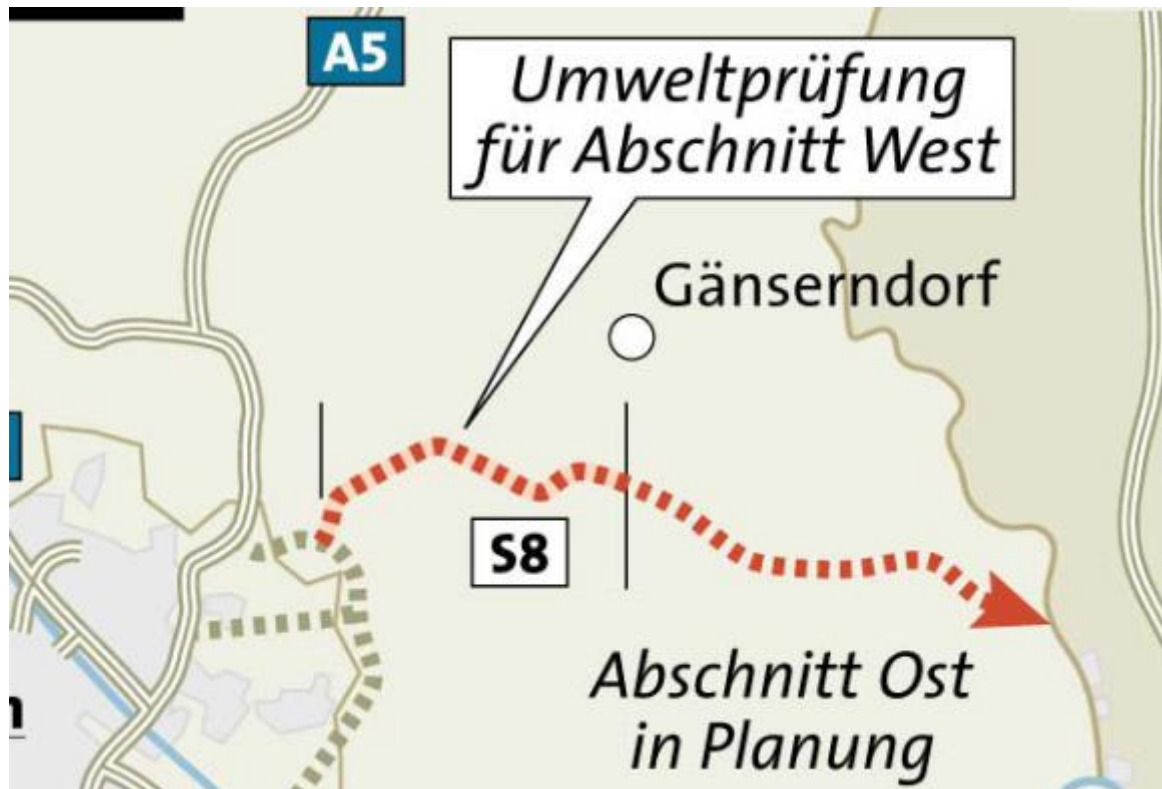 A5
Umweltprüfung
für Abschnitt West
Gänserndorf
S8
Abschnitt Ost
in Planung
n